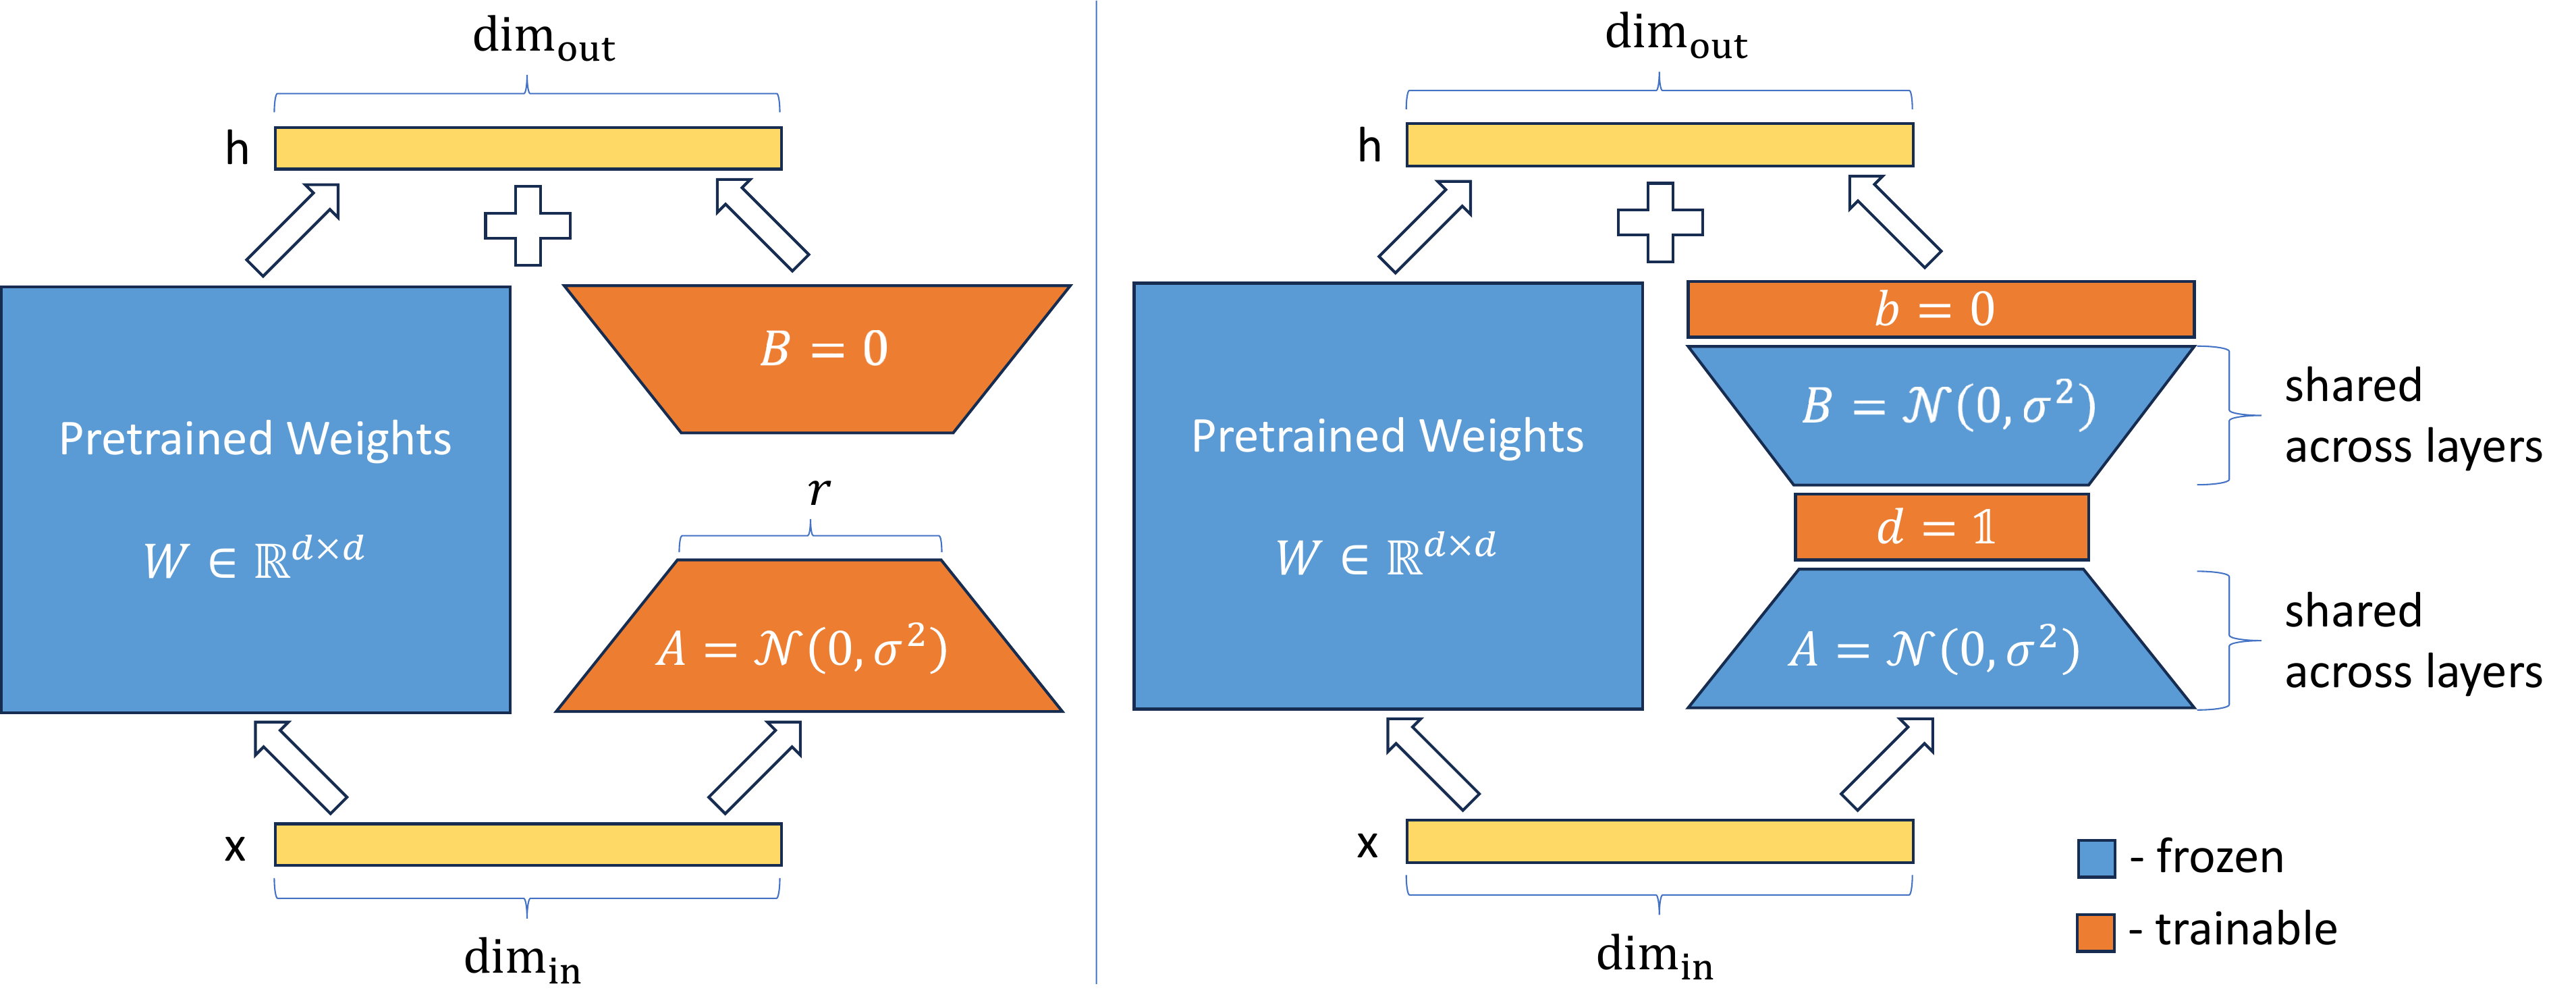 dim_out
h
B = 0
Pretrained Weights
W ∈ ℝ^{d×d}
r
A = 𝒩(0, σ²)
x
dim_in
dim_out
h
b = 0
B = 𝒩(0, σ²)
shared
across layers
Pretrained Weights
W ∈ ℝ^{d×d}
d = 𝟙
A = 𝒩(0, σ²)
shared
across layers
x
dim_in
- frozen
- trainable